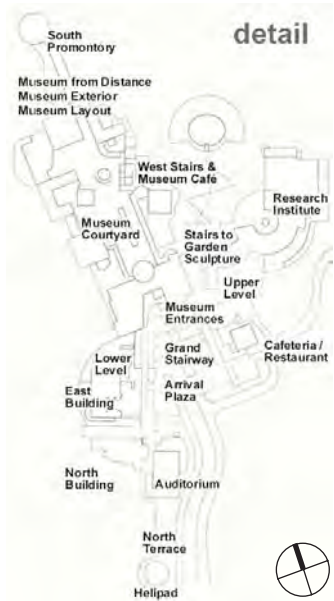 detail
South
Promontory
Museum from Distance
Museum Exterior
Museum Layout
West Stairs &
Museum Café
Research
Institute
Museum
Courtyard
Stairs to
Garden
Sculpture
Upper
Level
Museum
Entrances
Lower
Level
Grand
Stairway
Cafeteria /
Restaurant
East
Building
Arrival
Plaza
North
Building
Auditorium
North
Terrace
Helipad